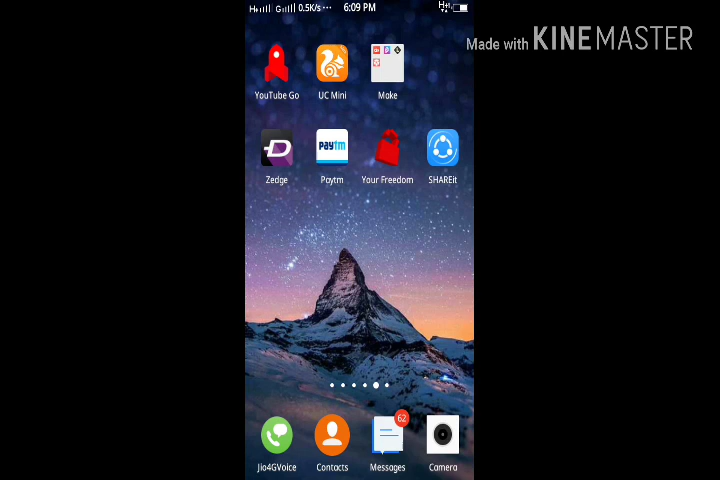 H+ G 0.5K/s ··· 6:09 PM H+
Made with KINEMASTER
YouTube Go UC Mini Make
Zedge Paytm Your Freedom SHAREit
paytm
62
Jio4GVoice Contacts Messages Camera